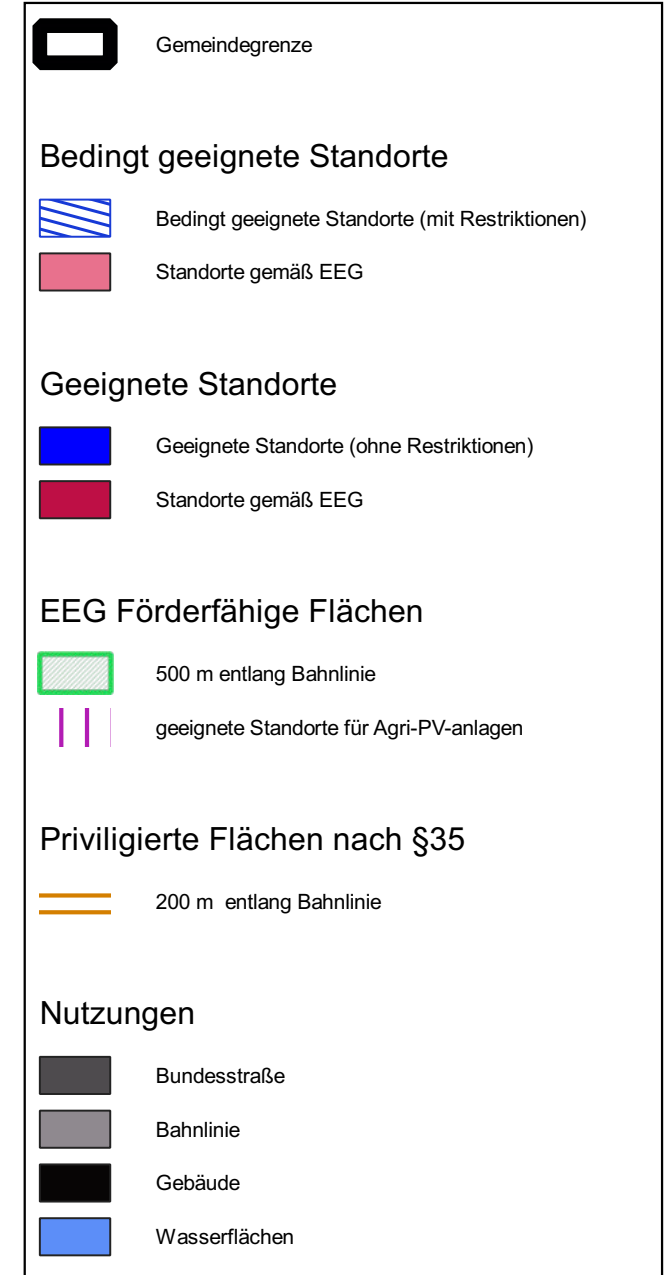 Gemeindegrenze
Bedingt geeignete Standorte
Bedingt geeignete Standorte (mit Restriktionen)
Standorte gemäß EEG
Geeignete Standorte
Geeignete Standorte (ohne Restriktionen)
Standorte gemäß EEG
EEG Förderfähige Flächen
500 m entlang Bahnlinie
geeignete Standorte für Agri-PV-anlagen
Priviligierte Flächen nach §35
200 m entlang Bahnlinie
Nutzungen
Bundesstraße
Bahnlinie
Gebäude
Wasserflächen